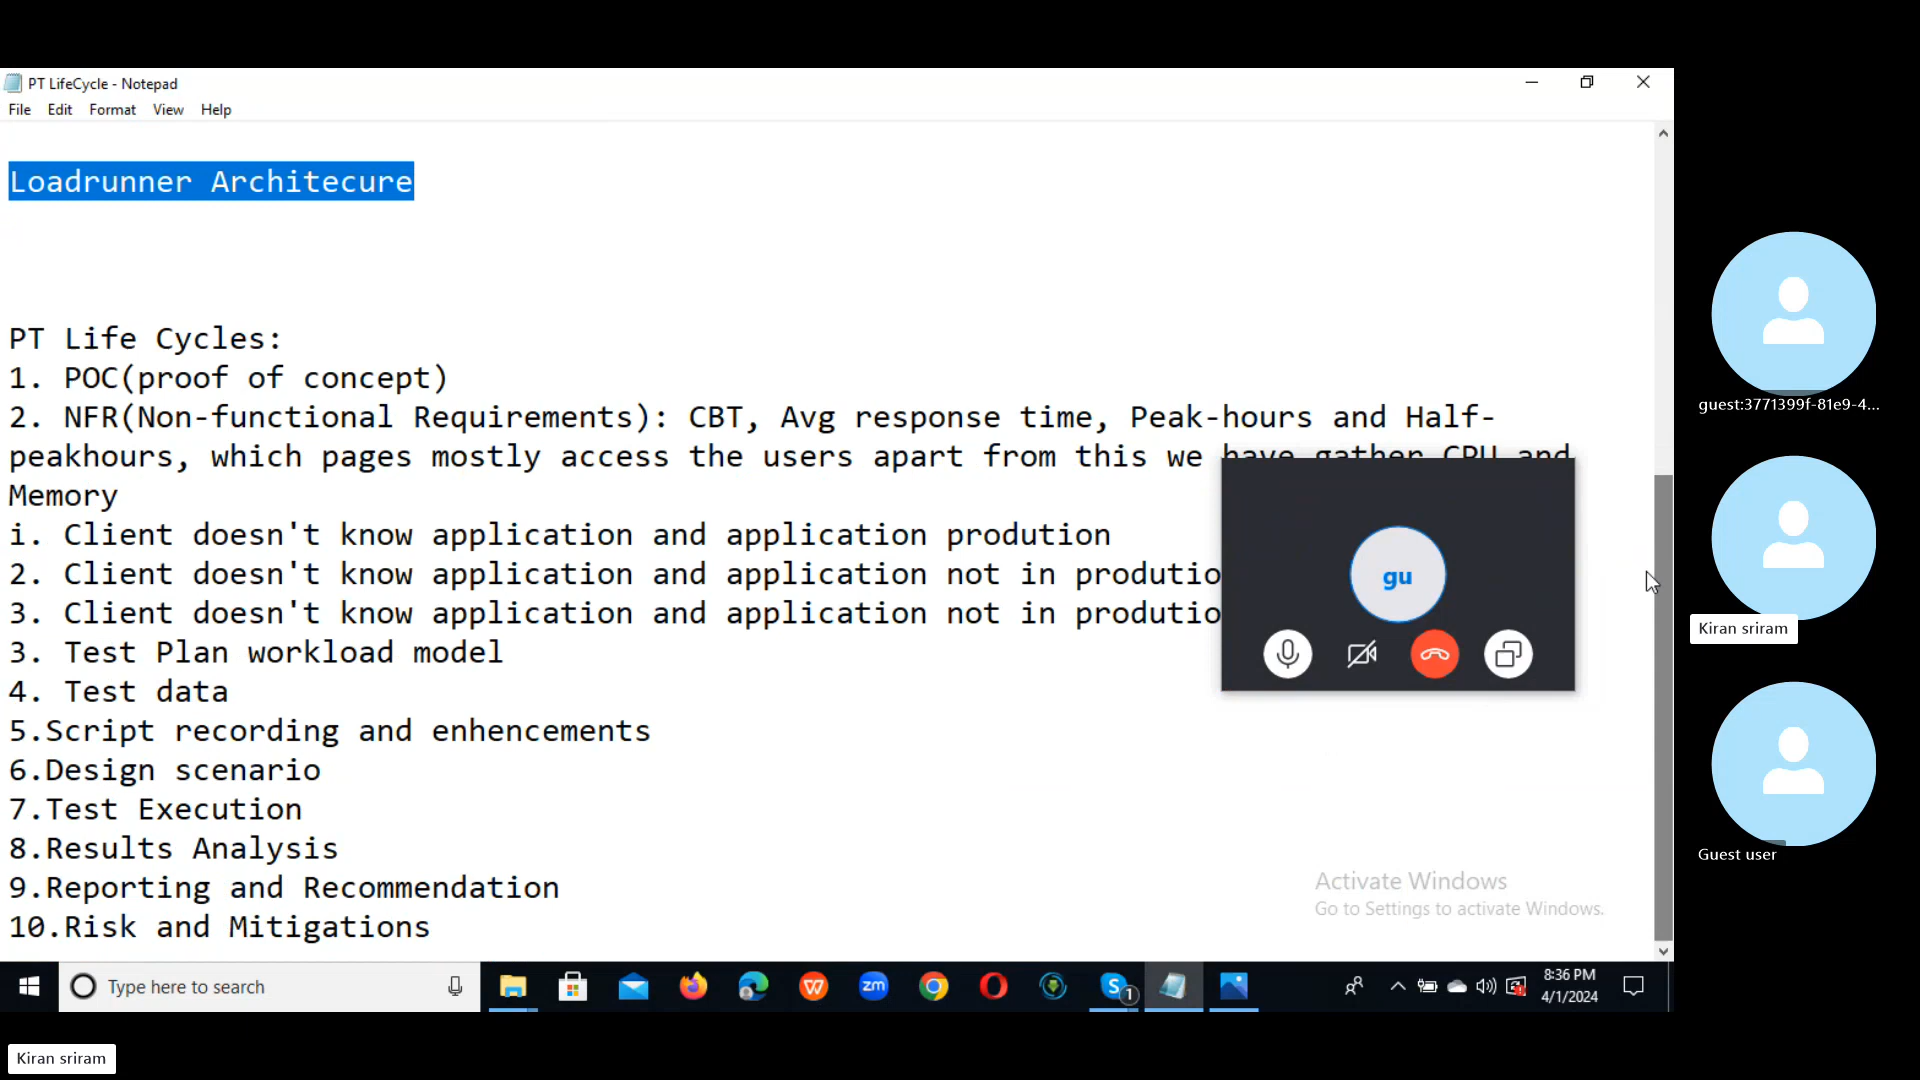 PT LifeCycle - Notepad
File Edit Format View Help
Loadrunner Architecure
PT Life Cycles:
1. POC(proof of concept)
2. NFR(Non-functional Requirements): CBT, Avg response time, Peak-hours and Half-
peakhours, which pages mostly access the users apart from this we have gather CPU and
Memory
i. Client doesn't know application and application prodution
2. Client doesn't know application and application not in produtio
3. Client doesn't know application and application not in produtio
3. Test Plan workload model
4. Test data
5.Script recording and enhencements
6.Design scenario
7.Test Execution
8.Results Analysis
9.Reporting and Recommendation
10.Risk and Mitigations
gu
Activate Windows
Go to Settings to activate Windows.
guest:3771399f-81e9-4...
Kiran sriram
Guest user
Type here to search
zm
S 1
8:36 PM
4/1/2024
Kiran sriram